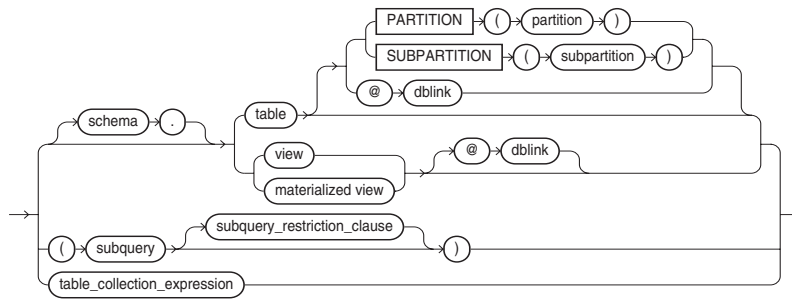 PARTITION ( partition )
SUBPARTITION ( subpartition )
@ dblink
schema . table
view @ dblink
materialized view
( subquery subquery_restriction_clause )
table_collection_expression